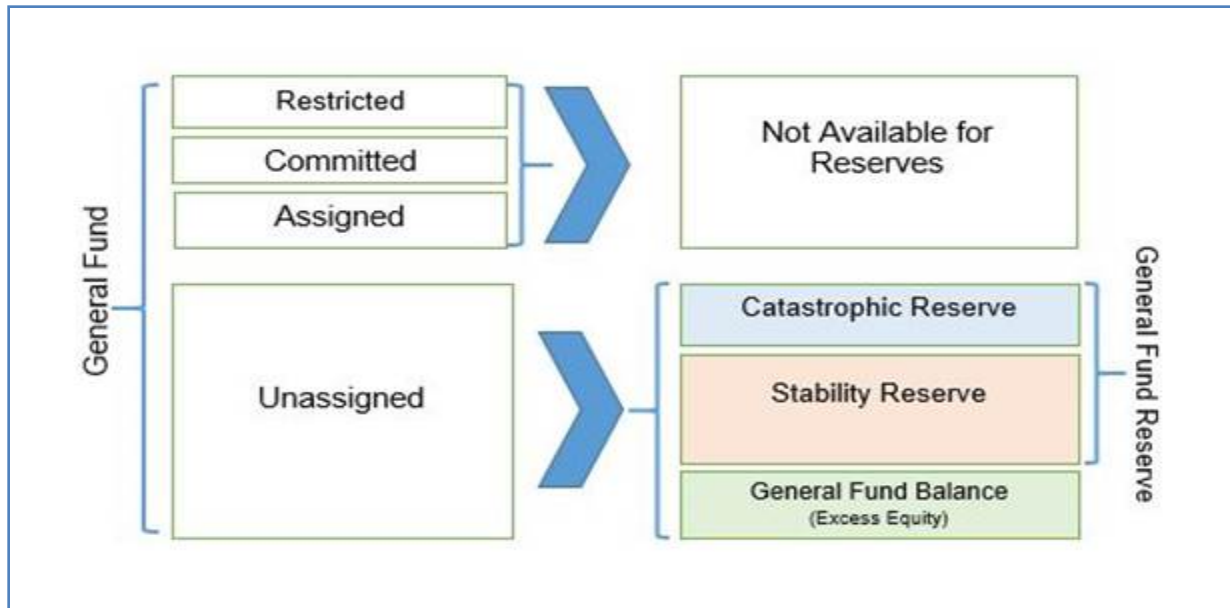 General Fund
Restricted
Committed
Assigned
Not Available for
Reserves
Unassigned
Catastrophic Reserve
Stability Reserve
General Fund Balance
(Excess Equity)
General Fund Reserve